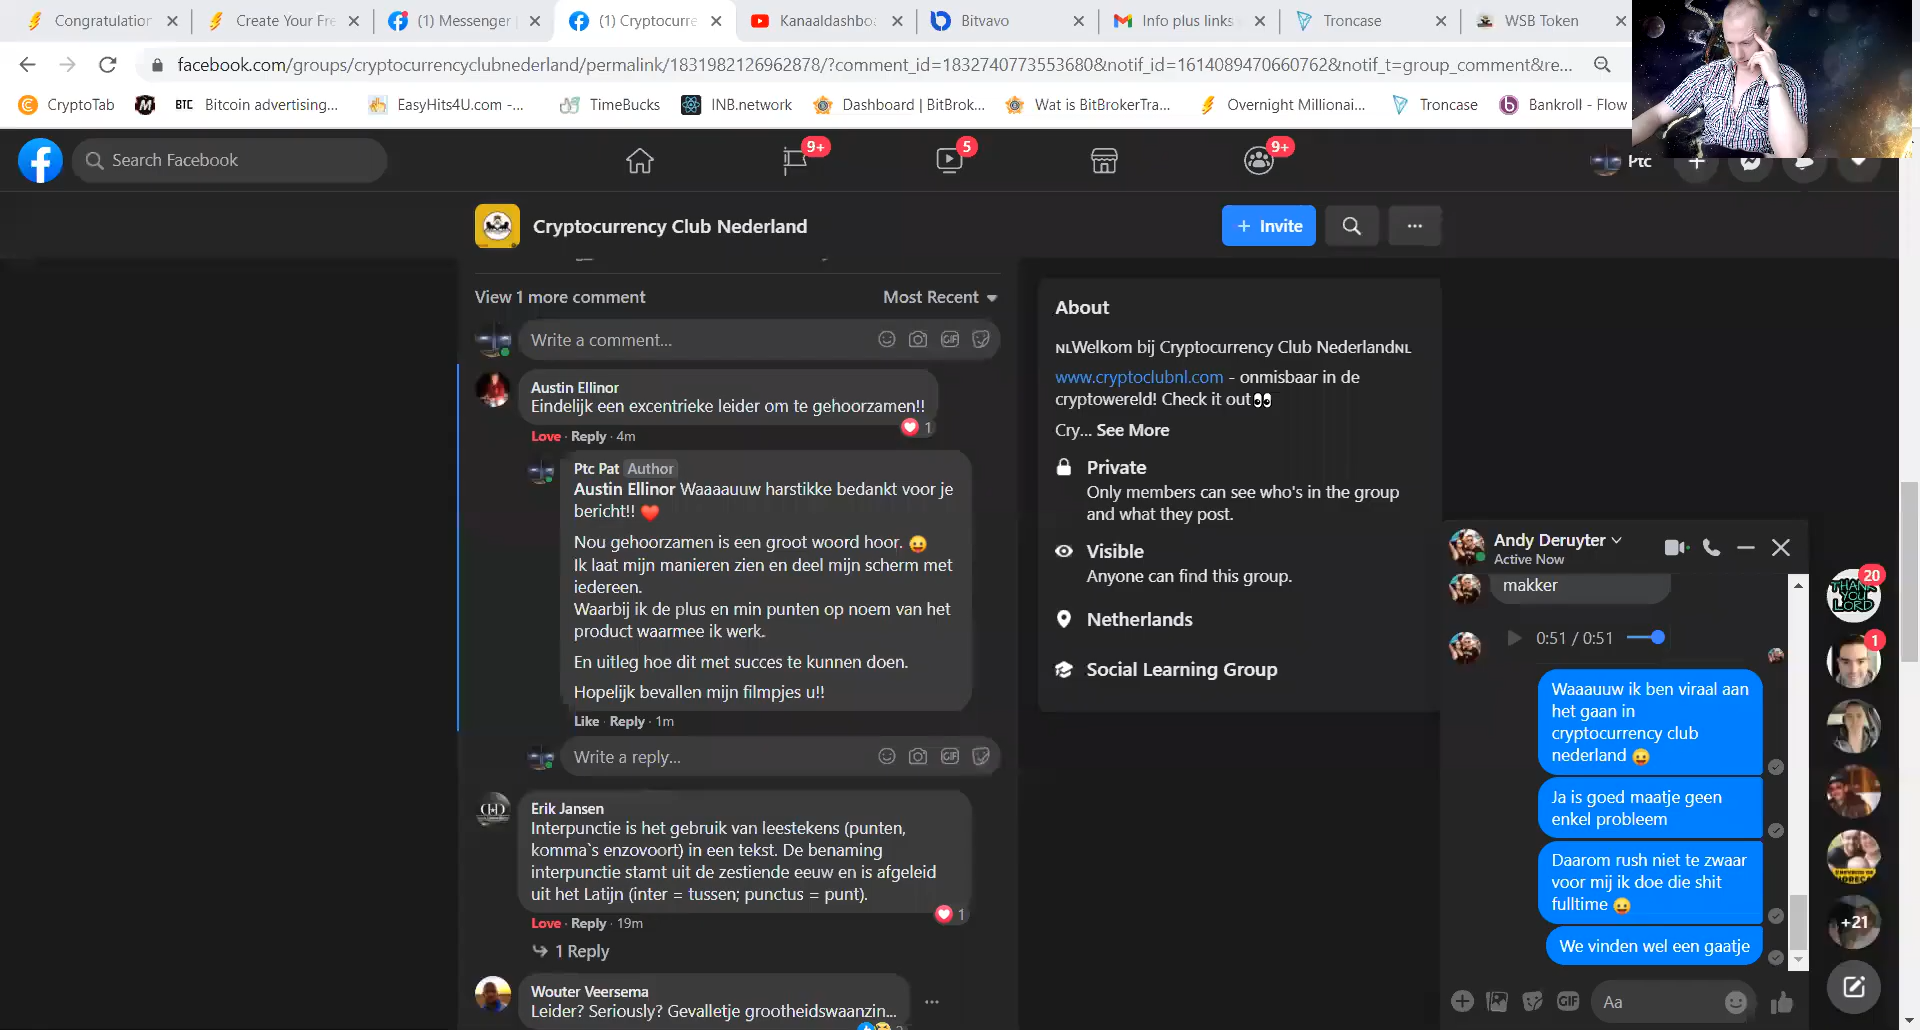 Congratulation
Create Your Fre
(1) Messenger
(1) Cryptocurre
Kanaaldashbo
Bitvavo
Info plus links
Troncase
WSB Token
facebook.com/groups/cryptocurrencyclubnederland/permalink/1831982126962878/?comment_id=1832740773553680&notif_id=1614089470660762&notif_t=group_comment&re...
CryptoTab
BTC Bitcoin advertising...
EasyHits4U.com -...
TimeBucks
INB.network
Dashboard | BitBrok...
Wat is BitBrokerTra...
Overnight Millionai...
Troncase
Bankroll - Flow
Search Facebook
9+
5
9+
Ptc
Cryptocurrency Club Nederland
+ Invite
View 1 more comment
Most Recent
Write a comment...
GIF
Austin Ellinor
Eindelijk een excentrieke leider om te gehoorzamen!!
1
Love · Reply · 4m
Ptc Pat Author
Austin Ellinor Waaaauuw harstikke bedankt voor je
bericht!! ❤️
Nou gehoorzamen is een groot woord hoor. 😛
Ik laat mijn manieren zien en deel mijn scherm met
iedereen.
Waarbij ik de plus en min punten op noem van het
product waarmee ik werk.
En uitleg hoe dit met succes te kunnen doen.
Hopelijk bevallen mijn filmpjes u!!
Like · Reply · 1m
Write a reply...
GIF
Erik Jansen
Interpunctie is het gebruik van leestekens (punten,
komma`s enzovoort) in een tekst. De benaming
interpunctie stamt uit de zestiende eeuw en is afgeleid
uit het Latijn (inter = tussen; punctus = punt).
1
Love · Reply · 19m
1 Reply
Wouter Veersema
Leider? Seriously? Gevalletje grootheidswaanzin...
About
NLWelkom bij Cryptocurrency Club NederlandNL
www.cryptoclubnl.com - onmisbaar in de
cryptowereld! Check it out👀
Cry... See More
Private
Only members can see who's in the group
and what they post.
Visible
Anyone can find this group.
Netherlands
Social Learning Group
Andy Deruyter
Active Now
makker
0:51 / 0:51
Waaauuw ik ben viraal aan
het gaan in
cryptocurrency club
nederland 😛
Ja is goed maatje geen
enkel probleem
Daarom rush niet te zwaar
voor mij ik doe die shit
fulltime 😛
We vinden wel een gaatje
GIF
Aa
20
THANK
YOU
LORD
1
+21